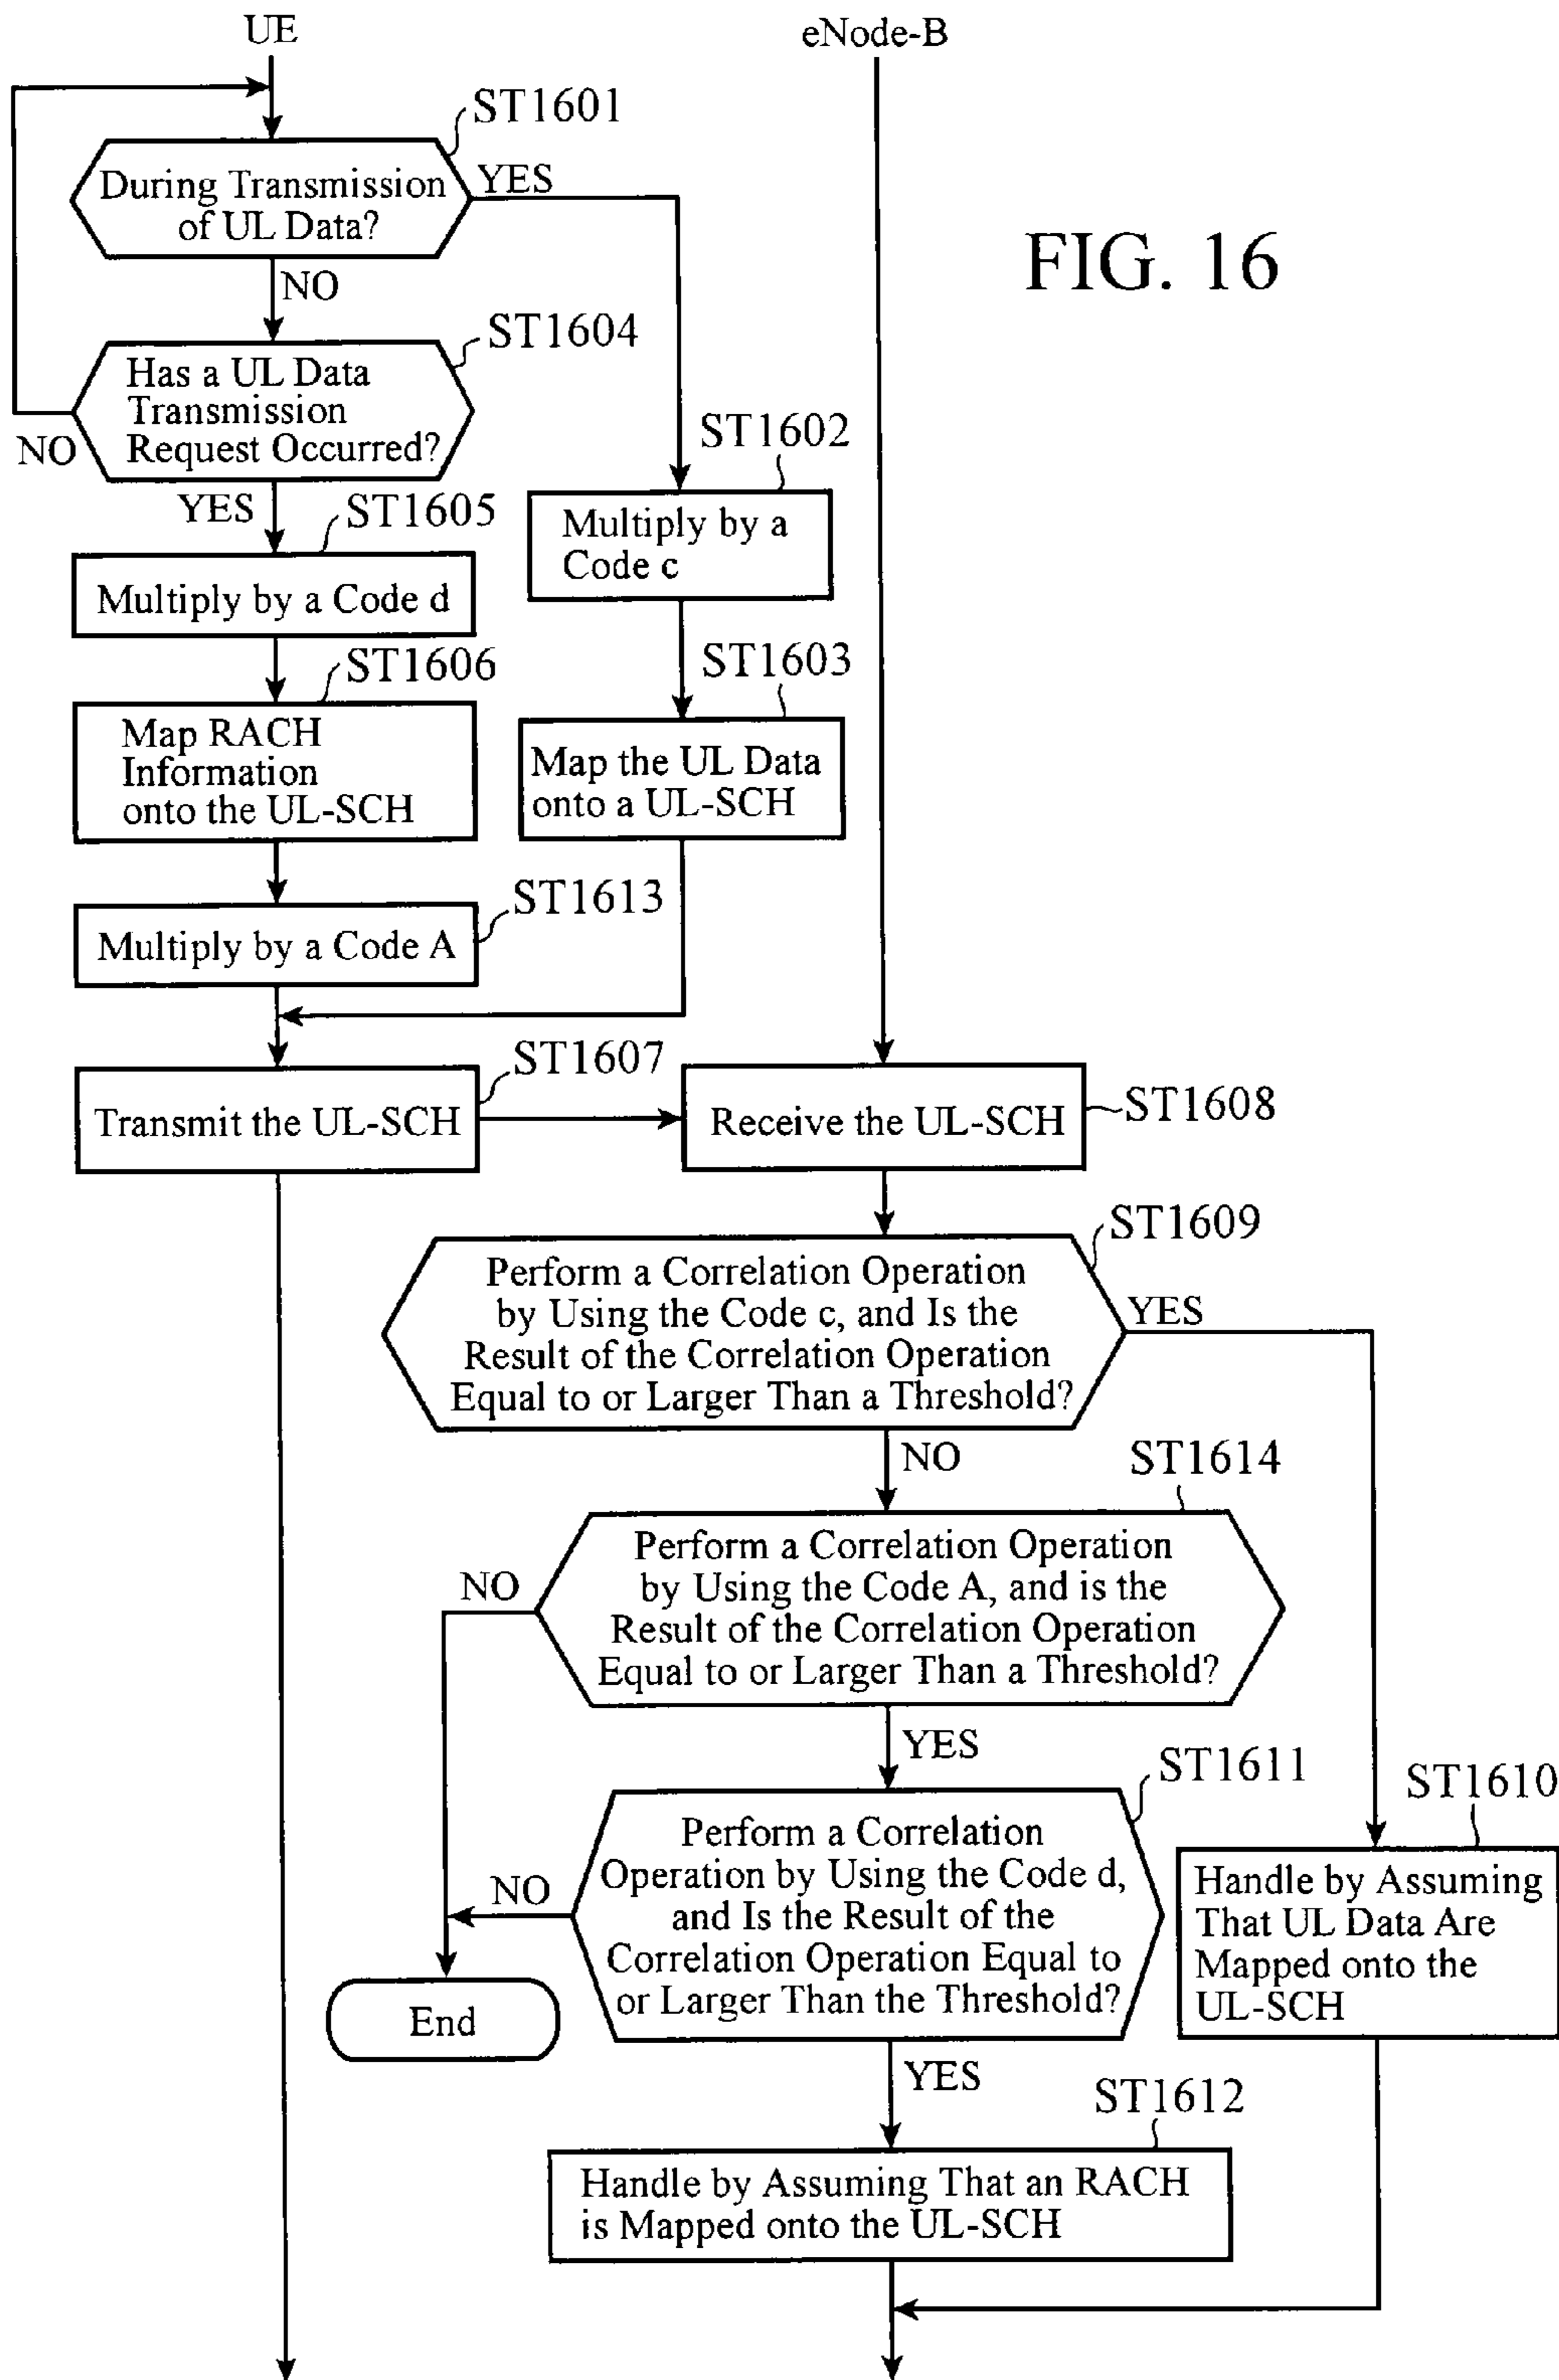 UE
eNode-B
ST1601
During Transmission
of UL Data?
YES
NO
FIG. 16
ST1604
Has a UL Data
Transmission
Request Occurred?
NO
YES
ST1602
Multiply by a
Code c
ST1605
Multiply by a Code d
ST1606
Map RACH
Information
onto the UL-SCH
ST1603
Map the UL Data
onto a UL-SCH
ST1613
Multiply by a Code A
ST1607
Transmit the UL-SCH
Receive the UL-SCH
ST1608
ST1609
Perform a Correlation Operation
by Using the Code c, and Is the
Result of the Correlation Operation
Equal to or Larger Than a Threshold?
YES
NO
ST1614
Perform a Correlation Operation
by Using the Code A, and is the
Result of the Correlation Operation
Equal to or Larger Than a Threshold?
NO
YES
ST1611
Perform a Correlation
Operation by Using the Code d,
and Is the Result of the
Correlation Operation Equal to
or Larger Than the Threshold?
NO
YES
End
ST1610
Handle by Assuming
That UL Data Are
Mapped onto the
UL-SCH
ST1612
Handle by Assuming That an RACH
is Mapped onto the UL-SCH